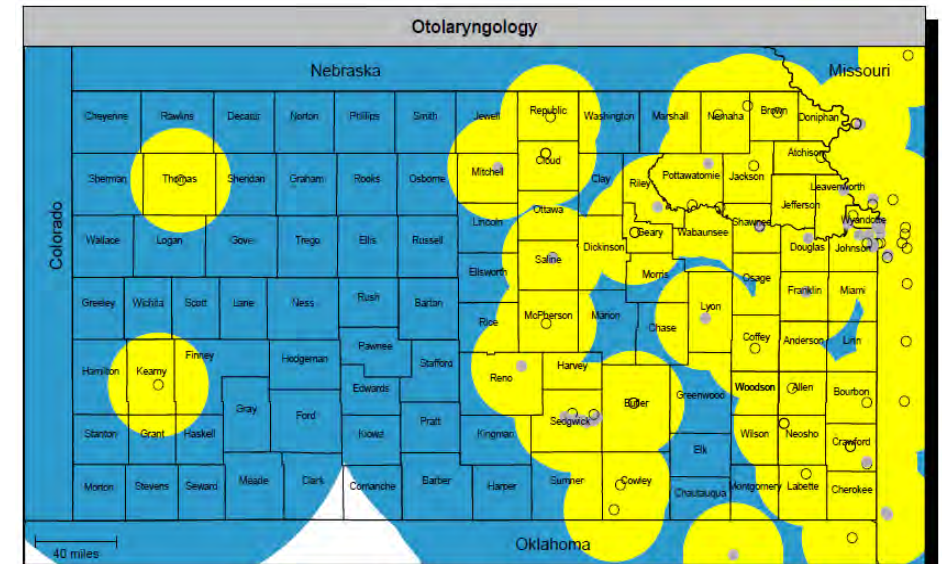 Otolaryngology
Nebraska
Missouri
Colorado
Cheyenne Rawlins Decatur Norton Phillips Smith Jewell Republic Washington Marshall Nemaha Brown Doniphan
Atchison
Sherman Thomas Sheridan Graham Rooks Osborne Mitchell Cloud Clay Riley Pottawatomie Jackson
Leavenworth
Jefferson
Ottawa
Wyandotte
Lincoln
Wallace Logan Gove Trego Ellis Russell Saline Dickinson Geary Wabaunsee Shawnee Douglas Johnson
Ellsworth Morris
Osage
Greeley Wichita Scott Lane Ness Rush Barton Rice McPherson Marion Chase Lyon Franklin Miami
Coffey Anderson Linn
Hamilton Kearny Finney Hodgeman Pawnee Stafford Reno Harvey
Edwards
Gray Ford Sedgwick Butler Greenwood Woodson Allen Bourbon
Stanton Grant Haskell Kiowa Pratt Kingman Elk Wilson Neosho Crawford
Morton Stevens Seward Meade Clark Comanche Barber Harper Sumner Cowley Chautauqua Montgomery Labette Cherokee
Oklahoma
40 miles